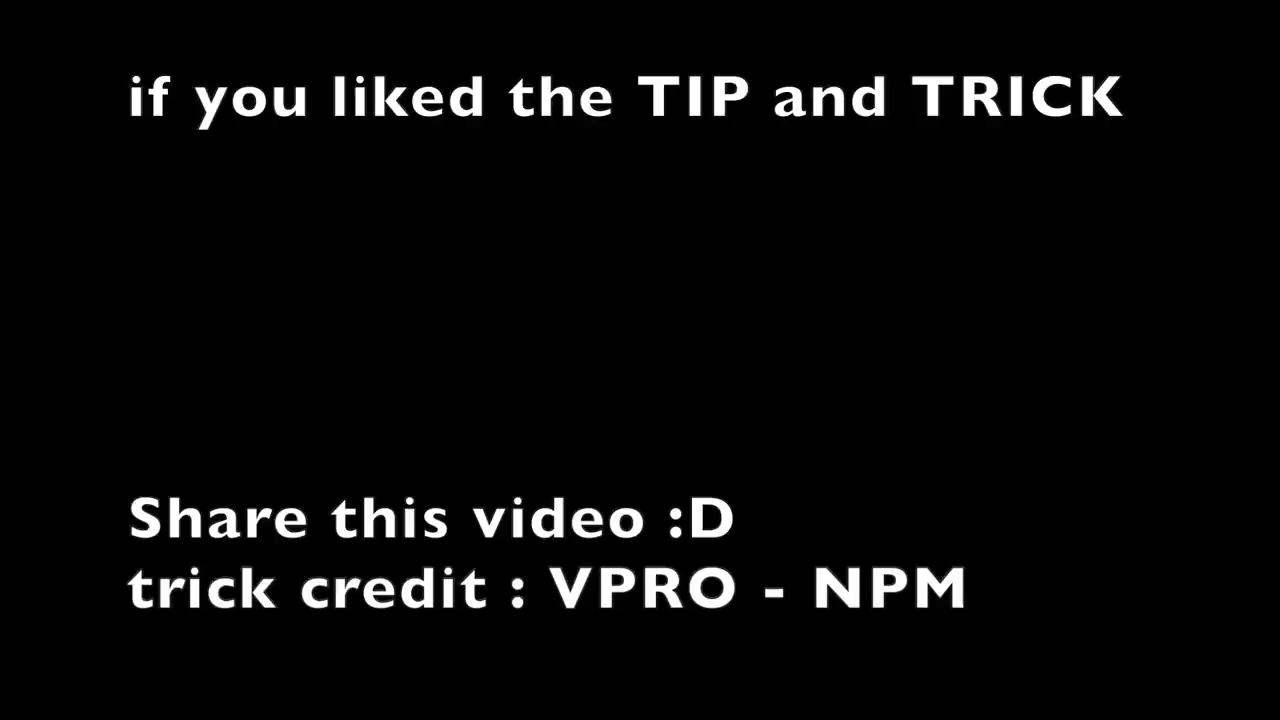 if you liked the TIP and TRICK
Share this video :D
trick credit : VPRO - NPM